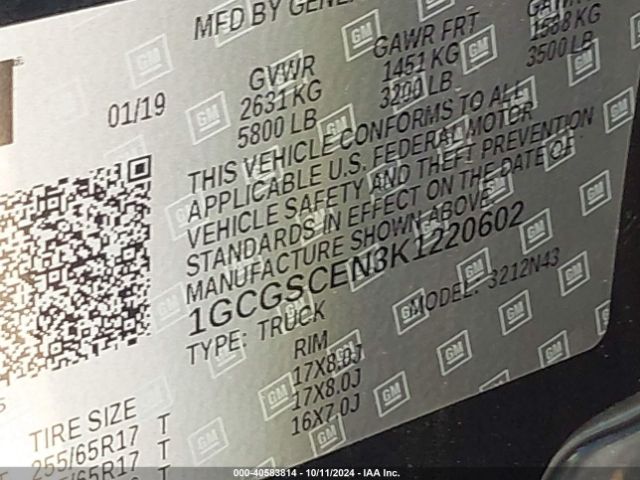 MFD BY GENE
01/19
GVWR
2631 KG
5800 LB
GAWR FRT
1451 KG
3200 LB
GAWR
1588 KG
3500 LB
THIS VEHICLE CONFORMS TO ALL
APPLICABLE U.S. FEDERAL MOTOR
VEHICLE SAFETY AND THEFT PREVENTION
STANDARDS IN EFFECT ON THE DATE OF
MANUFACTURE SHOWN ABOVE.
1GCGSCEN3K1220602
TYPE: TRUCK MODEL: 3212N43
TIRE SIZE RIM
255/65R17 T 17X8.0J
17X8.0J
16X7.0J
GM
000-40583814 - 10/11/2024 - IAA Inc.